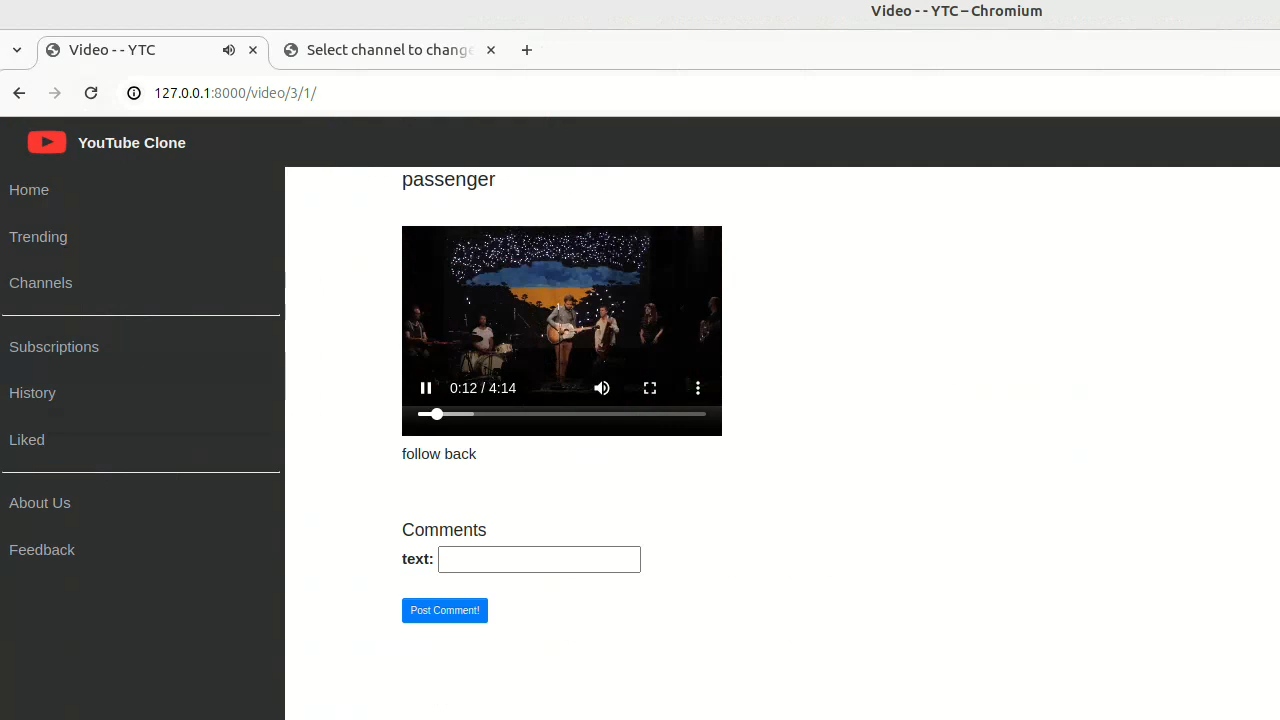 Video - - YTC – Chromium
Video - - YTC
Select channel to change
127.0.0.1:8000/video/3/1/
YouTube Clone
Home
Trending
Channels
Subscriptions
History
Liked
About Us
Feedback
passenger
0:12 / 4:14
follow back
Comments
text:
Post Comment!